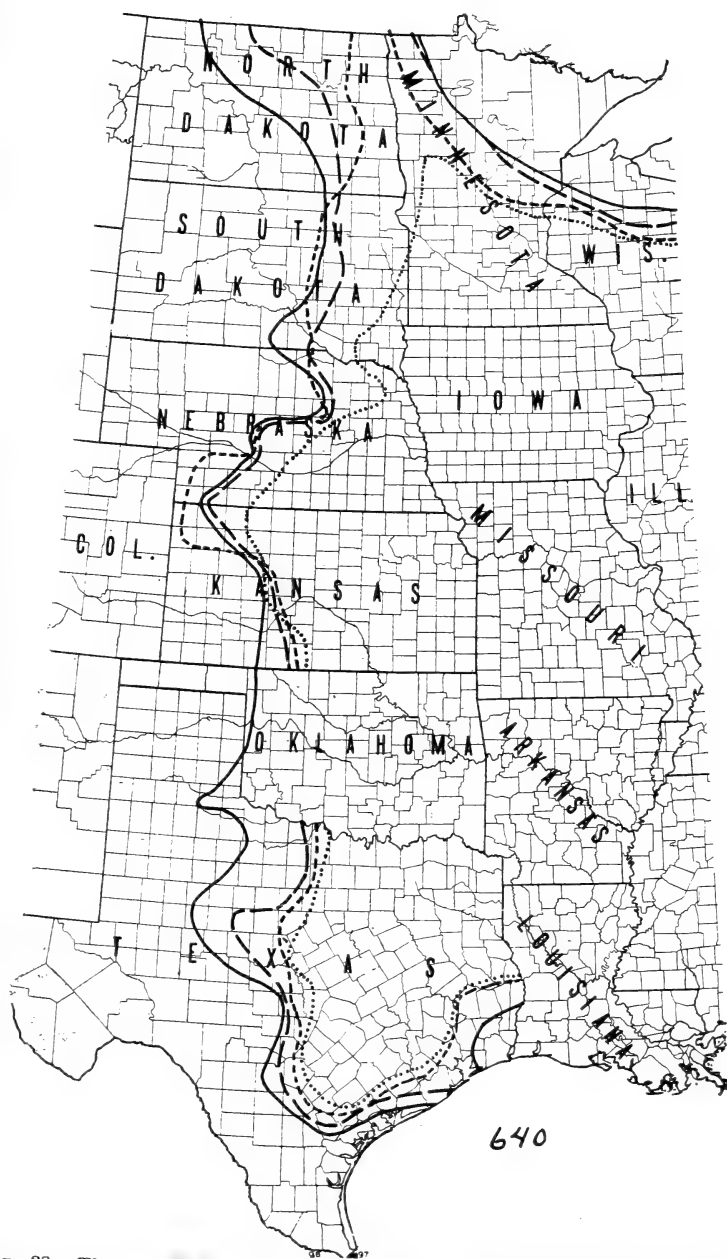 NORTH
DAKOTA
MINNESOTA
SOUTH
DAKOTA
WIS.
NEBRASKA
IOWA
ILL
COL.
KANSAS
MISSOURI
OKLAHOMA
ARKANSAS
TEXAS
LOUISIANA
640
98 97